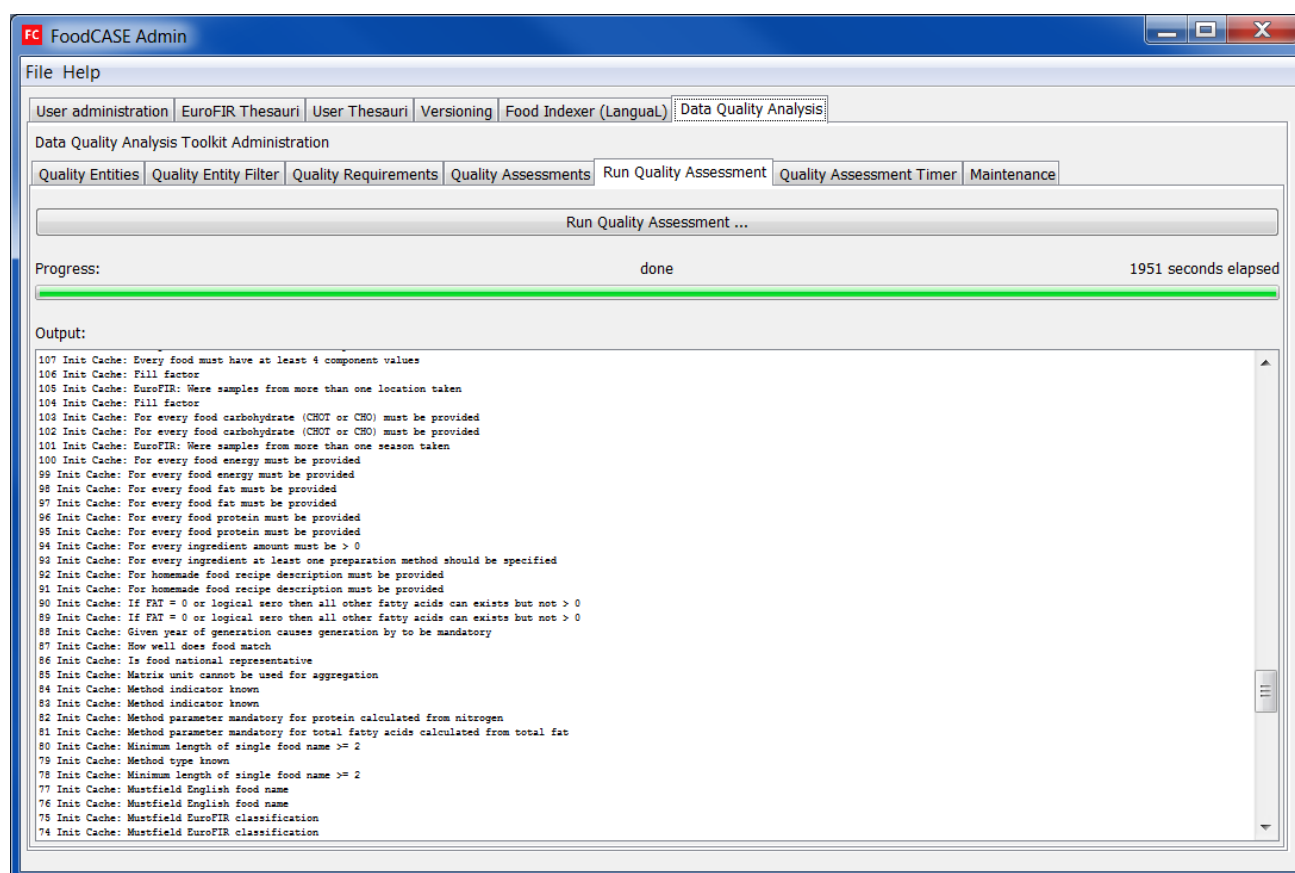 FC FoodCASE Admin
File Help
User administration EuroFIR Thesauri User Thesauri Versioning Food Indexer (LanguaL) Data Quality Analysis
Data Quality Analysis Toolkit Administration
Quality Entities Quality Entity Filter Quality Requirements Quality Assessments Run Quality Assessment Quality Assessment Timer Maintenance
Run Quality Assessment ...
Progress: done 1951 seconds elapsed
Output:
107 Init Cache: Every food must have at least 4 component values
106 Init Cache: Fill factor
105 Init Cache: EuroFIR: Were samples from more than one location taken
104 Init Cache: Fill factor
103 Init Cache: For every food carbohydrate (CHOT or CHO) must be provided
102 Init Cache: For every food carbohydrate (CHOT or CHO) must be provided
101 Init Cache: EuroFIR: Were samples from more than one season taken
100 Init Cache: For every food energy must be provided
99 Init Cache: For every food energy must be provided
98 Init Cache: For every food fat must be provided
97 Init Cache: For every food fat must be provided
96 Init Cache: For every food protein must be provided
95 Init Cache: For every food protein must be provided
94 Init Cache: For every ingredient amount must be > 0
93 Init Cache: For every ingredient at least one preparation method should be specified
92 Init Cache: For homemade food recipe description must be provided
91 Init Cache: For homemade food recipe description must be provided
90 Init Cache: If FAT = 0 or logical zero then all other fatty acids can exists but not > 0
89 Init Cache: If FAT = 0 or logical zero then all other fatty acids can exists but not > 0
88 Init Cache: Given year of generation causes generation by to be mandatory
87 Init Cache: How well does food match
86 Init Cache: Is food national representative
85 Init Cache: Matrix unit cannot be used for aggregation
84 Init Cache: Method indicator known
83 Init Cache: Method indicator known
82 Init Cache: Method parameter mandatory for protein calculated from nitrogen
81 Init Cache: Method parameter mandatory for total fatty acids calculated from total fat
80 Init Cache: Minimum length of single food name >= 2
79 Init Cache: Method type known
78 Init Cache: Minimum length of single food name >= 2
77 Init Cache: Mustfield English food name
76 Init Cache: Mustfield English food name
75 Init Cache: Mustfield EuroFIR classification
74 Init Cache: Mustfield EuroFIR classification